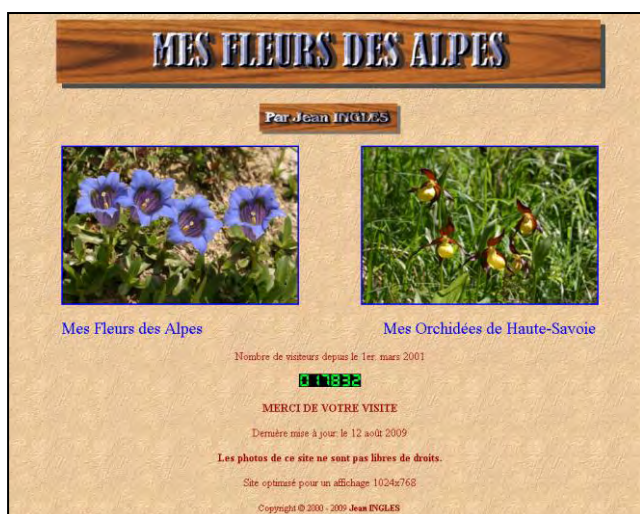 MES FLEURS DES ALPES
Par Jean INGLES
Mes Fleurs des Alpes
Mes Orchidées de Haute-Savoie
Nombre de visiteurs depuis le 1er. mars 2001
017832
MERCI DE VOTRE VISITE
Dernière mise à jour: le 12 août 2009
Les photos de ce site ne sont pas libres de droits.
Site optimisé pour un affichage 1024x768
Copyright © 2000 - 2009 Jean INGLES